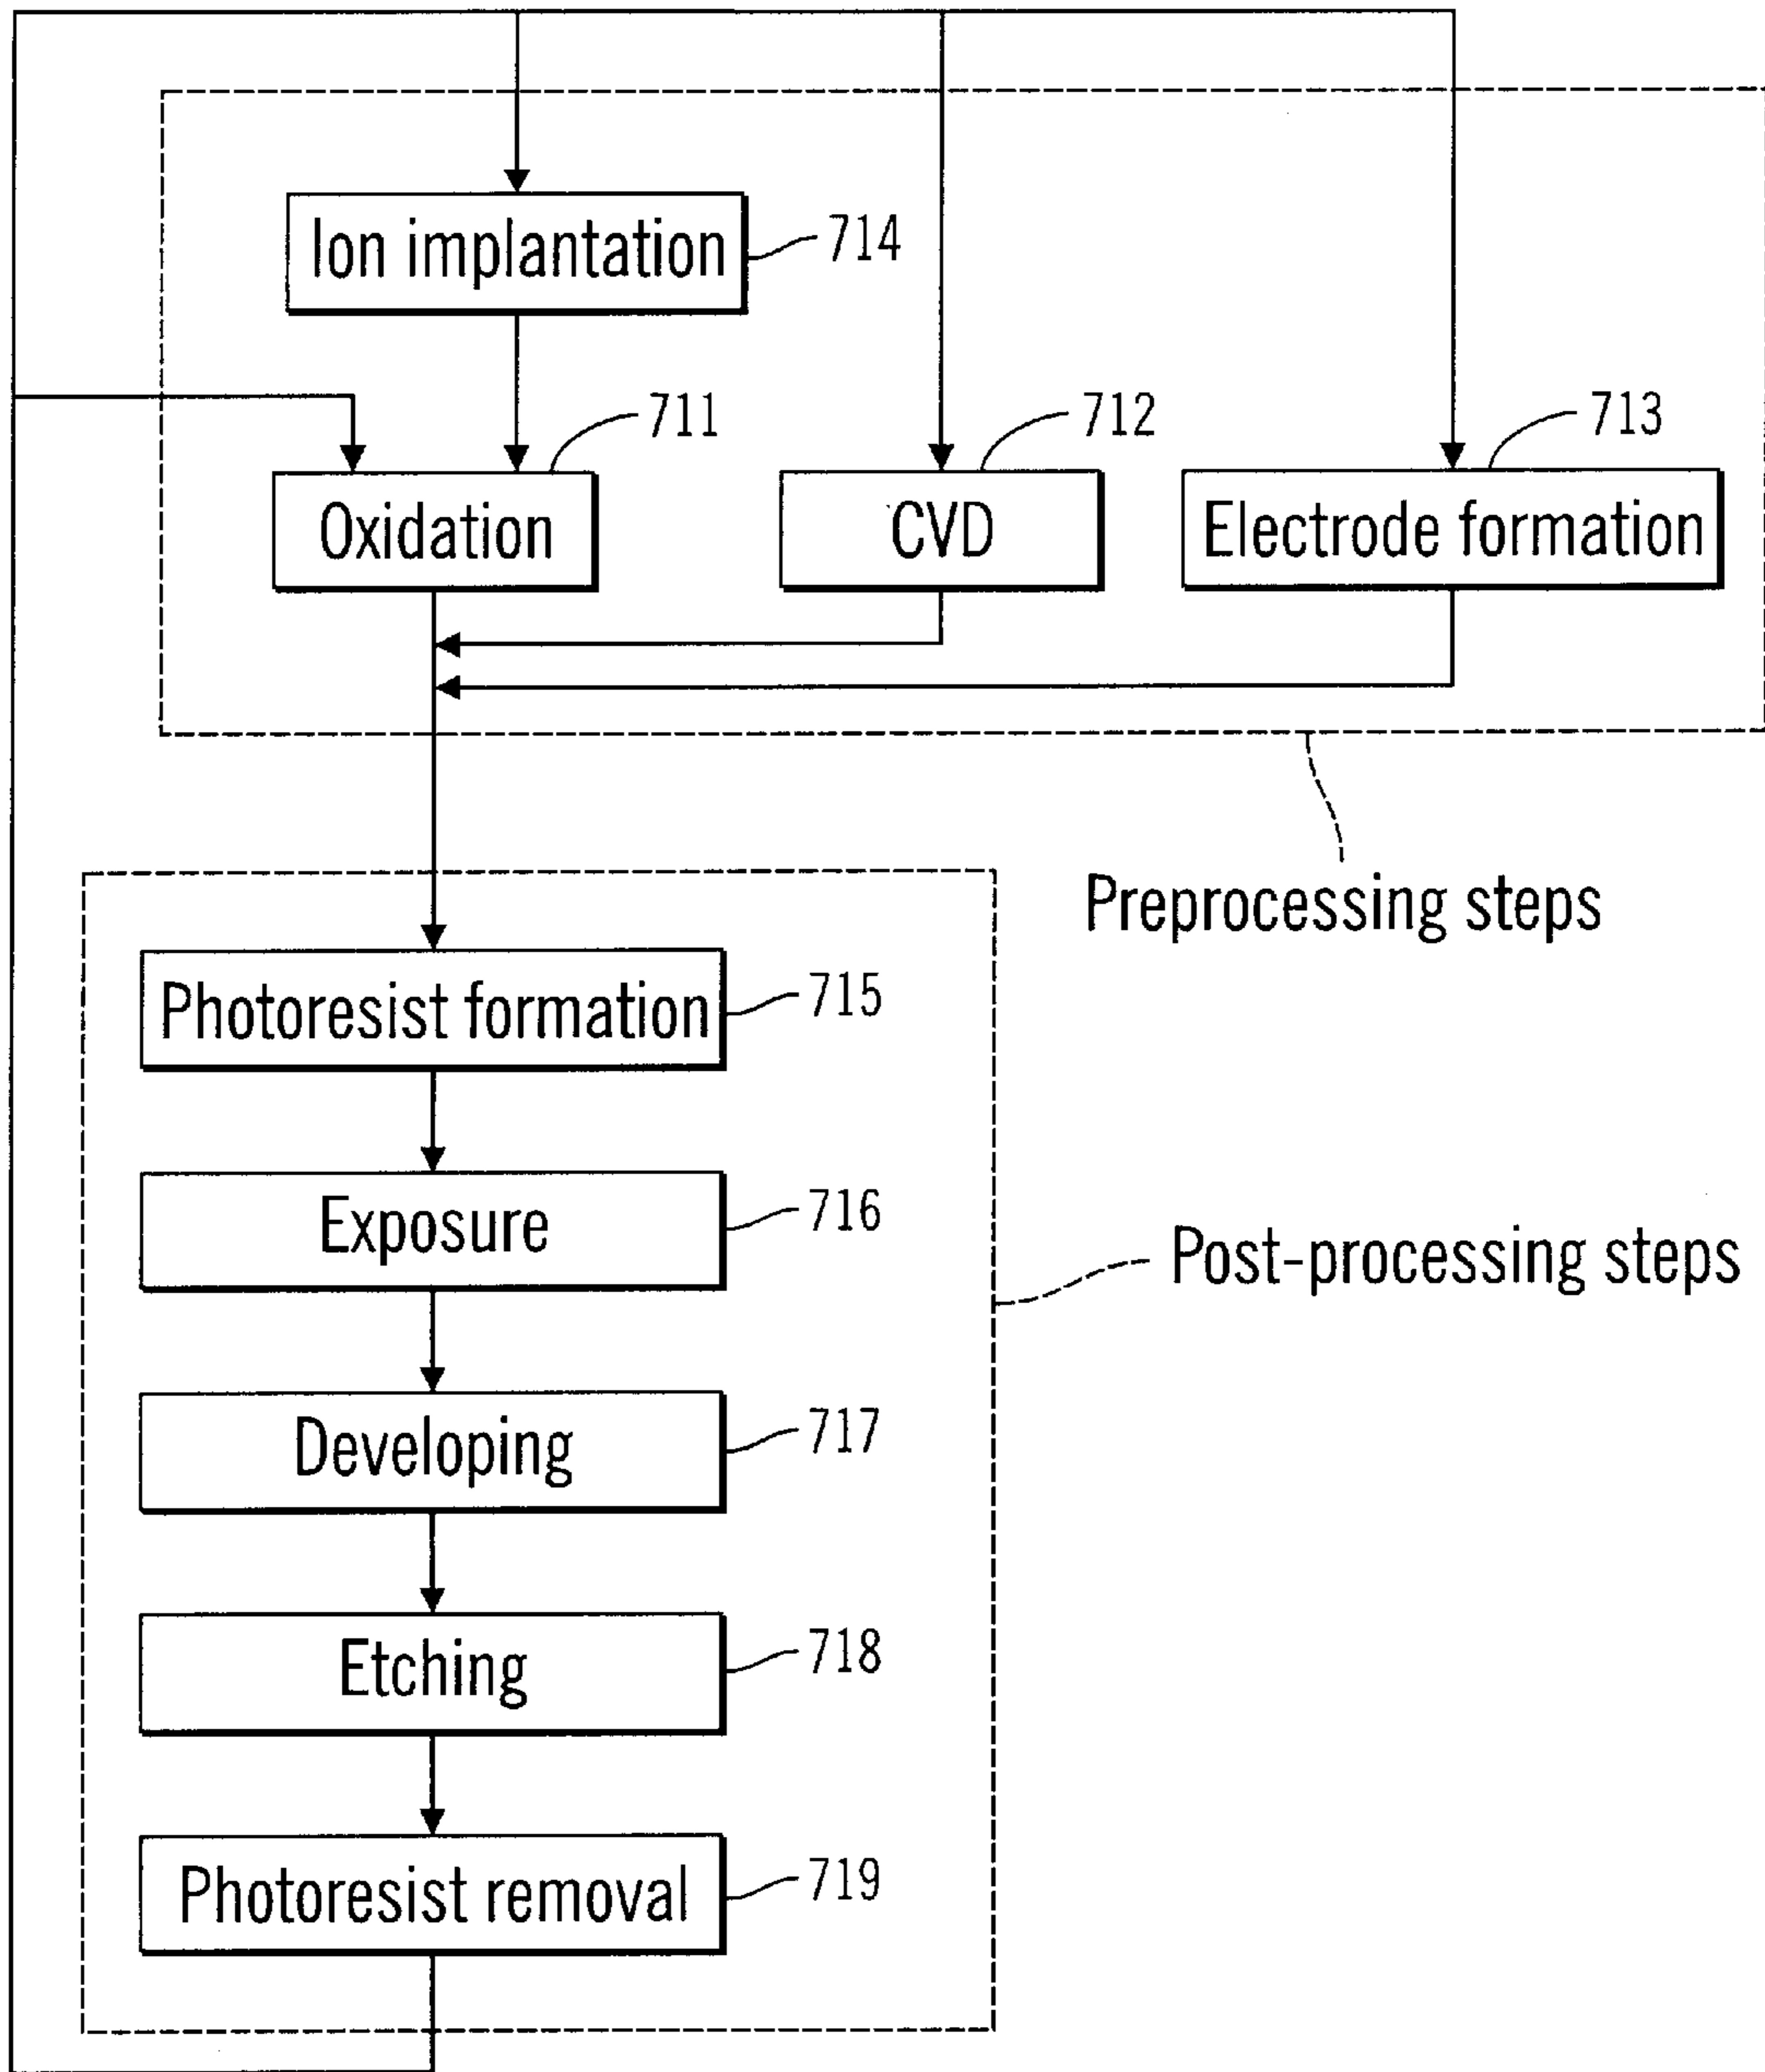 Ion implantation
714
711
712
713
Oxidation
CVD
Electrode formation
Preprocessing steps
Photoresist formation
715
Exposure
716
Post-processing steps
Developing
717
Etching
718
Photoresist removal
719